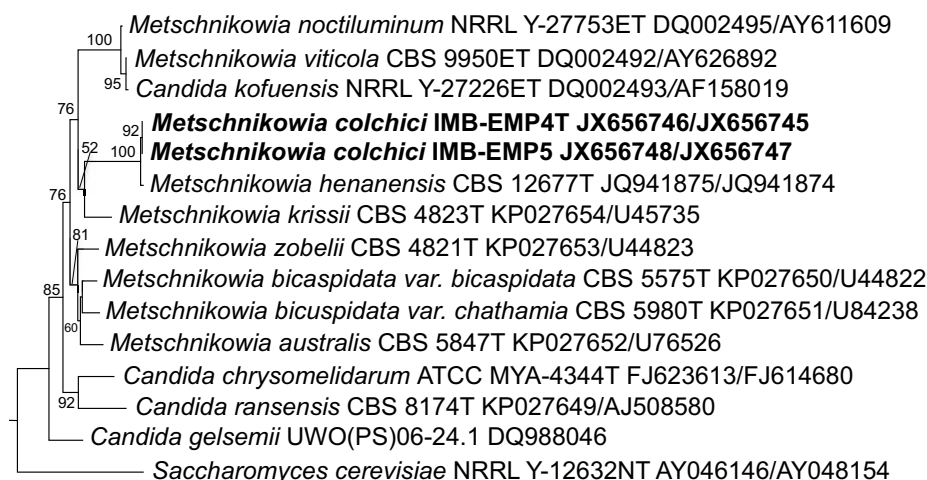 Metschnikowia noctiluminum NRRL Y-27753ET DQ002495/AY611609
100
Metschnikowia viticola CBS 9950ET DQ002492/AY626892
95
Candida kofuensis NRRL Y-27226ET DQ002493/AF158019
76
Metschnikowia colchici IMB-EMP4T JX656746/JX656745
92
52
100
Metschnikowia colchici IMB-EMP5 JX656748/JX656747
Metschnikowia henanensis CBS 12677T JQ941875/JQ941874
76
Metschnikowia krissii CBS 4823T KP027654/U45735
81
Metschnikowia zobelii CBS 4821T KP027653/U44823
Metschnikowia bicaspidata var. bicaspidata CBS 5575T KP027650/U44822
85
Metschnikowia bicuspidata var. chathamia CBS 5980T KP027651/U84238
60
Metschnikowia australis CBS 5847T KP027652/U76526
Candida chrysomelidarum ATCC MYA-4344T FJ623613/FJ614680
92
Candida ransensis CBS 8174T KP027649/AJ508580
Candida gelsemii UWO(PS)06-24.1 DQ988046
Saccharomyces cerevisiae NRRL Y-12632NT AY046146/AY048154